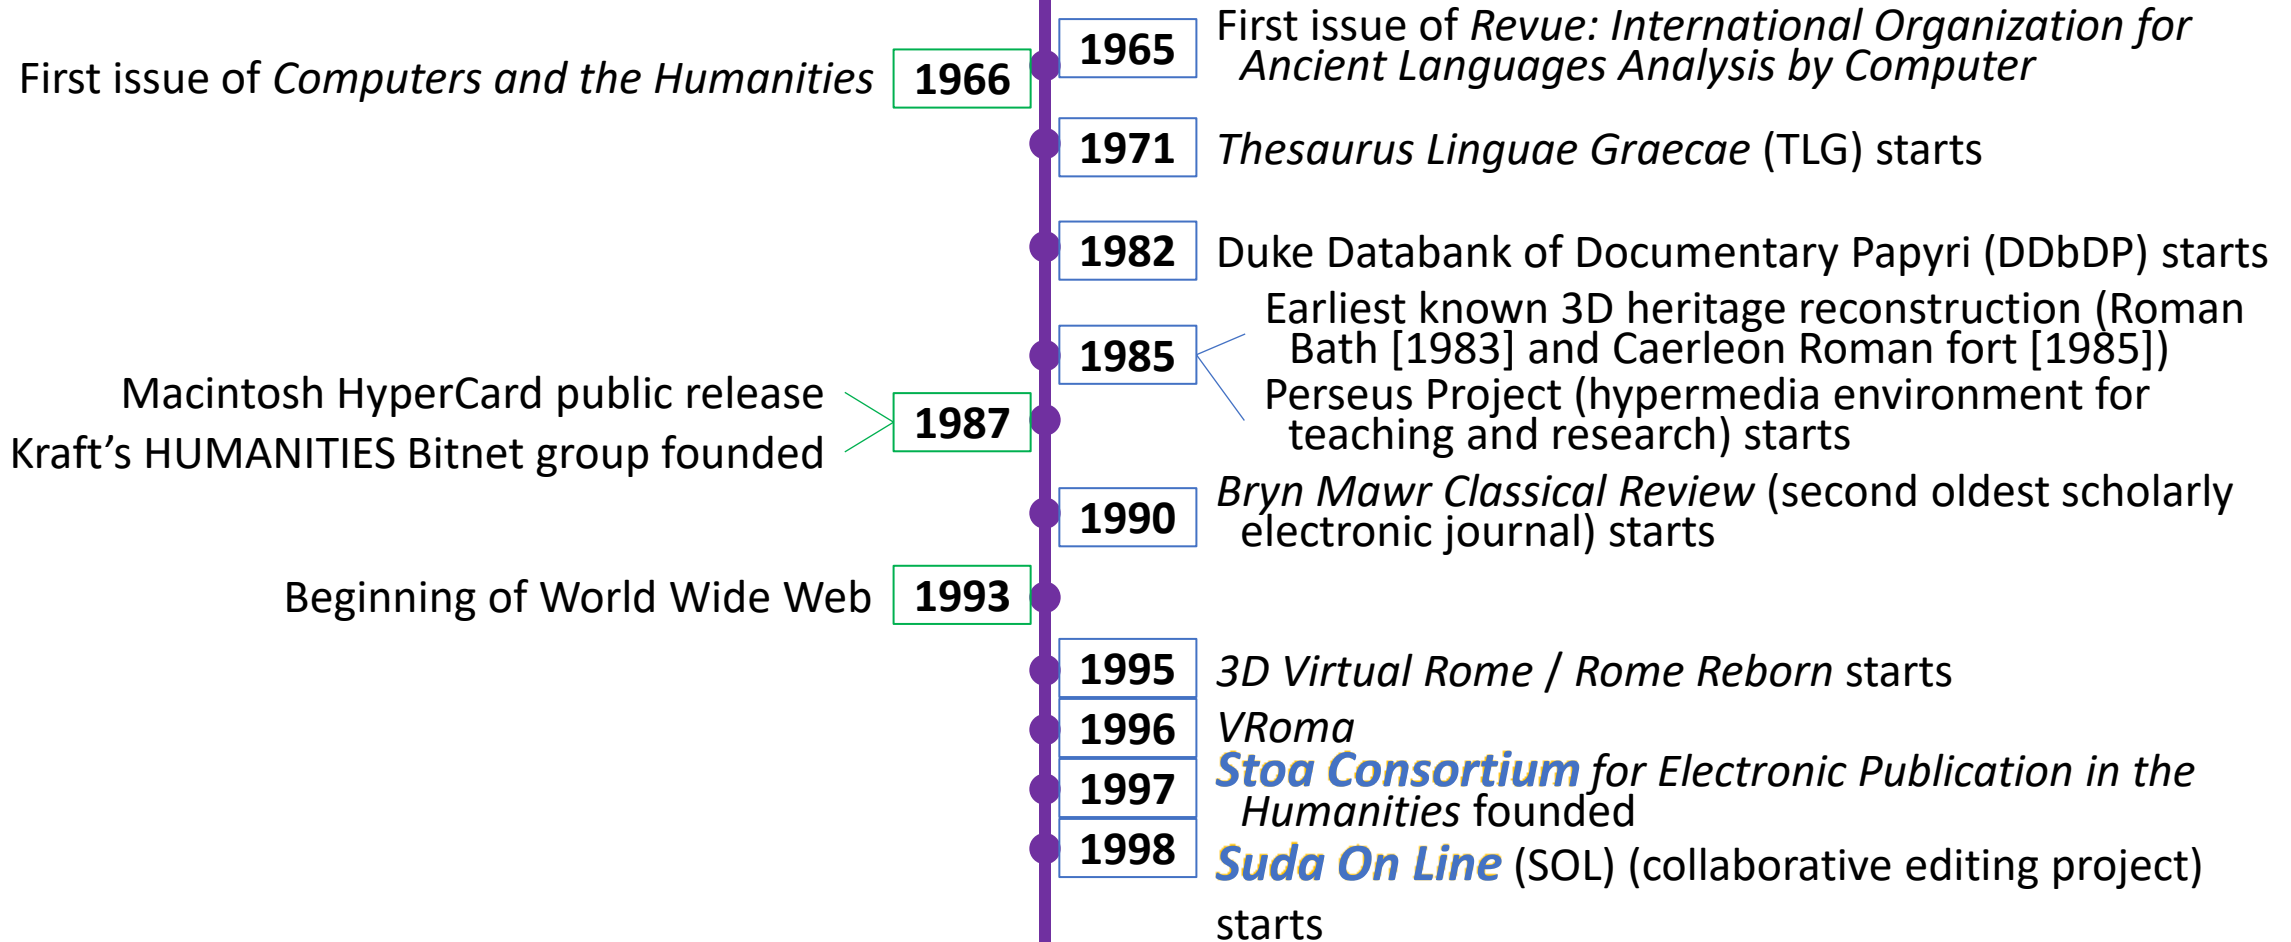 1965
First issue of Revue: International Organization for
Ancient Languages Analysis by Computer
First issue of Computers and the Humanities
1966
1971
Thesaurus Linguae Graecae (TLG) starts
1982
Duke Databank of Documentary Papyri (DDbDP) starts
1985
Earliest known 3D heritage reconstruction (Roman
Bath [1983] and Caerleon Roman fort [1985])
Perseus Project (hypermedia environment for
teaching and research) starts
Macintosh HyperCard public release
Kraft’s HUMANITIES Bitnet group founded
1987
1990
Bryn Mawr Classical Review (second oldest scholarly
electronic journal) starts
Beginning of World Wide Web
1993
1995
3D Virtual Rome / Rome Reborn starts
1996
VRoma
1997
Stoa Consortium for Electronic Publication in the
Humanities founded
1998
Suda On Line (SOL) (collaborative editing project)
starts